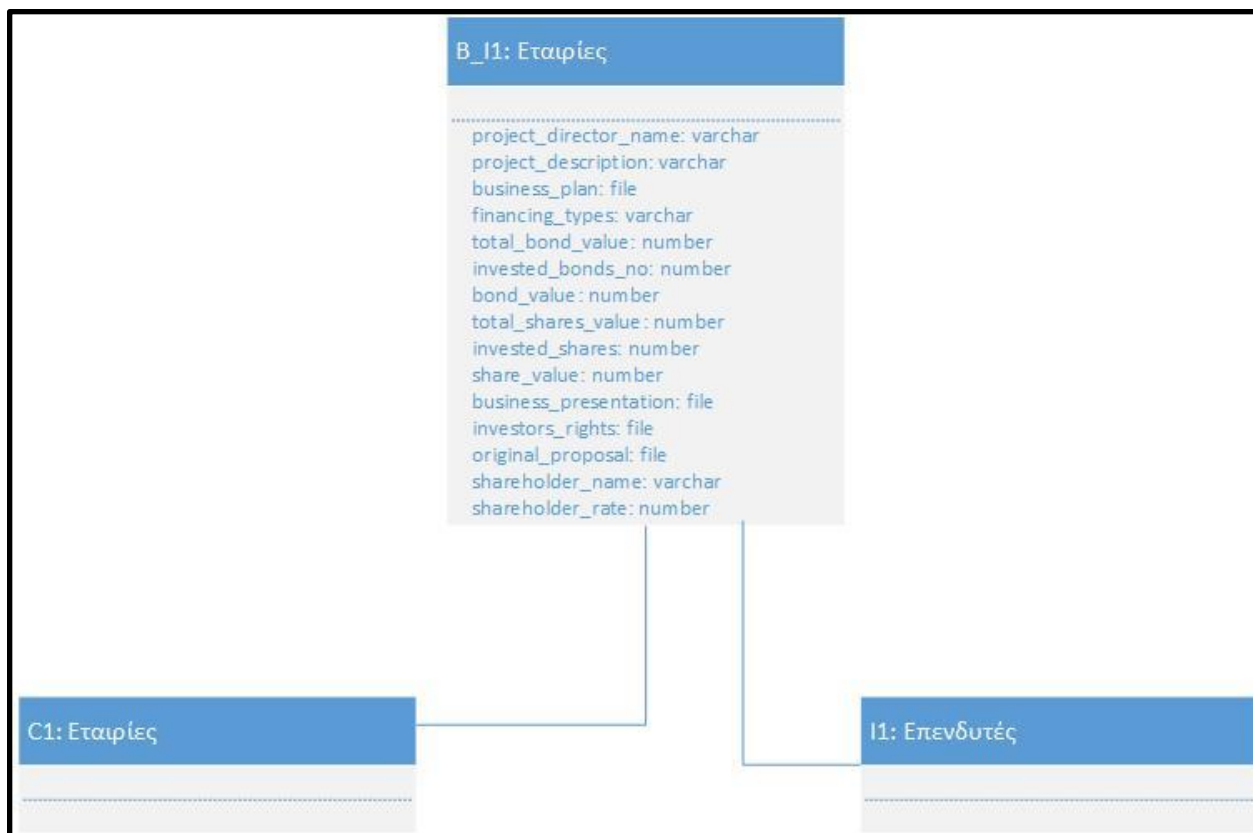 B_I1: Εταιρίες
project_director_name: varchar
project_description: varchar
business_plan: file
financing_types: varchar
total_bond_value: number
invested_bonds_no: number
bond_value: number
total_shares_value: number
invested_shares: number
share_value: number
business_presentation: file
investors_rights: file
original_proposal: file
shareholder_name: varchar
shareholder_rate: number
C1: Εταιρίες
I1: Επενδυτές